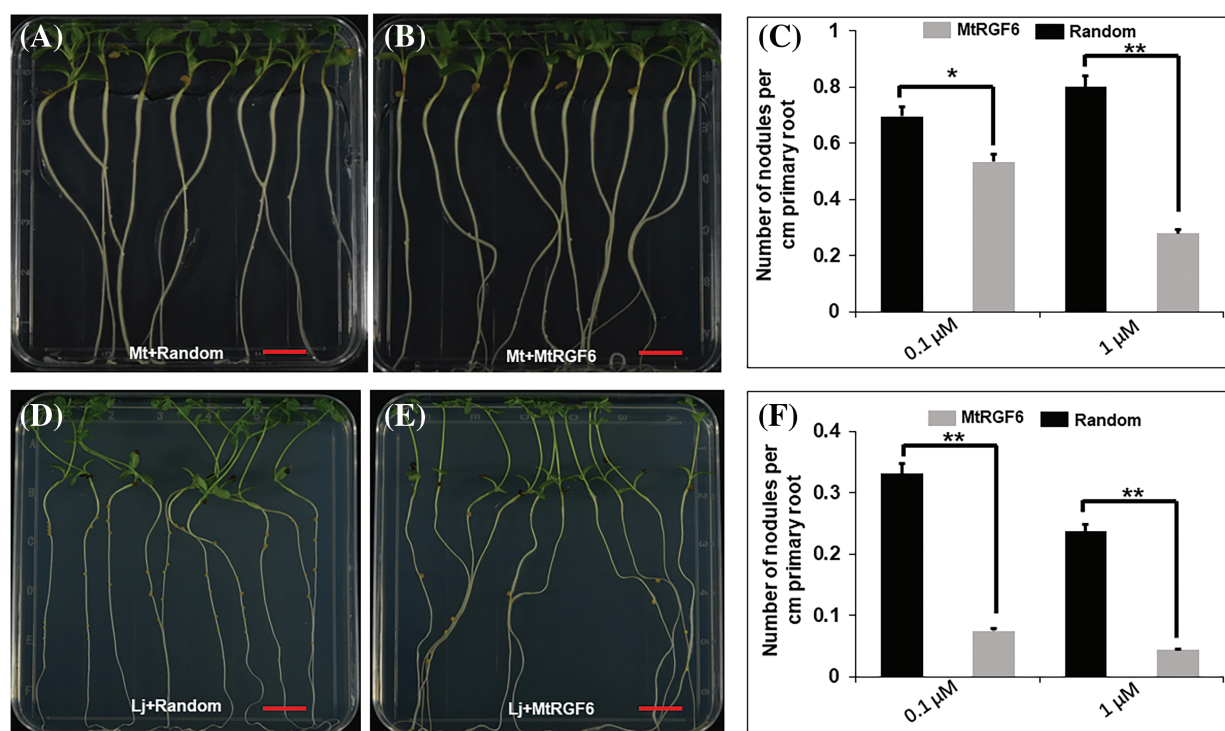 (A)
Mt+Random
(B)
Mt+MtRGF6
(C)
MtRGF6 Random
Number of nodules per
cm primary root
1
0.8
0.6
0.4
0.2
0
*
**
0.1 µM
1 µM
(D)
Lj+Random
(E)
Lj+MtRGF6
(F)
MtRGF6 Random
Number of nodules per
cm primary root
0.4
0.3
0.2
0.1
0
**
**
0.1 µM
1 µM